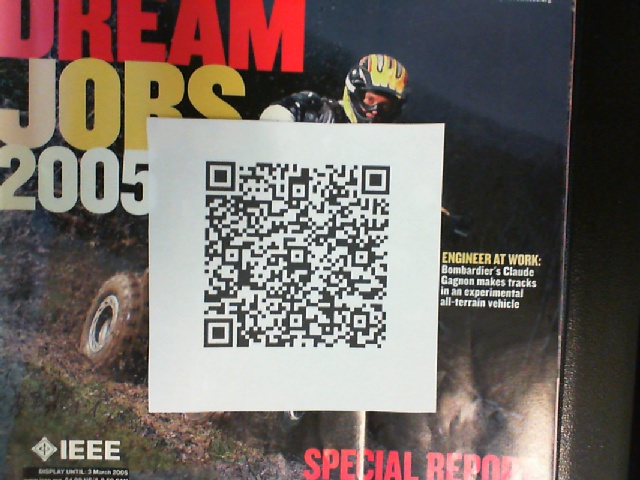 DREAM
JOBS
2005
ENGINEER AT WORK:
Bombardier's Claude
Gagnon makes tracks
in an experimental
all-terrain vehicle
IEEE
DISPLAY UNTIL: 3 March 2005
SPECIAL REPOR